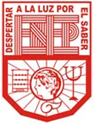 DESPERTAR A LA LUZ POR EL SABER
ENP